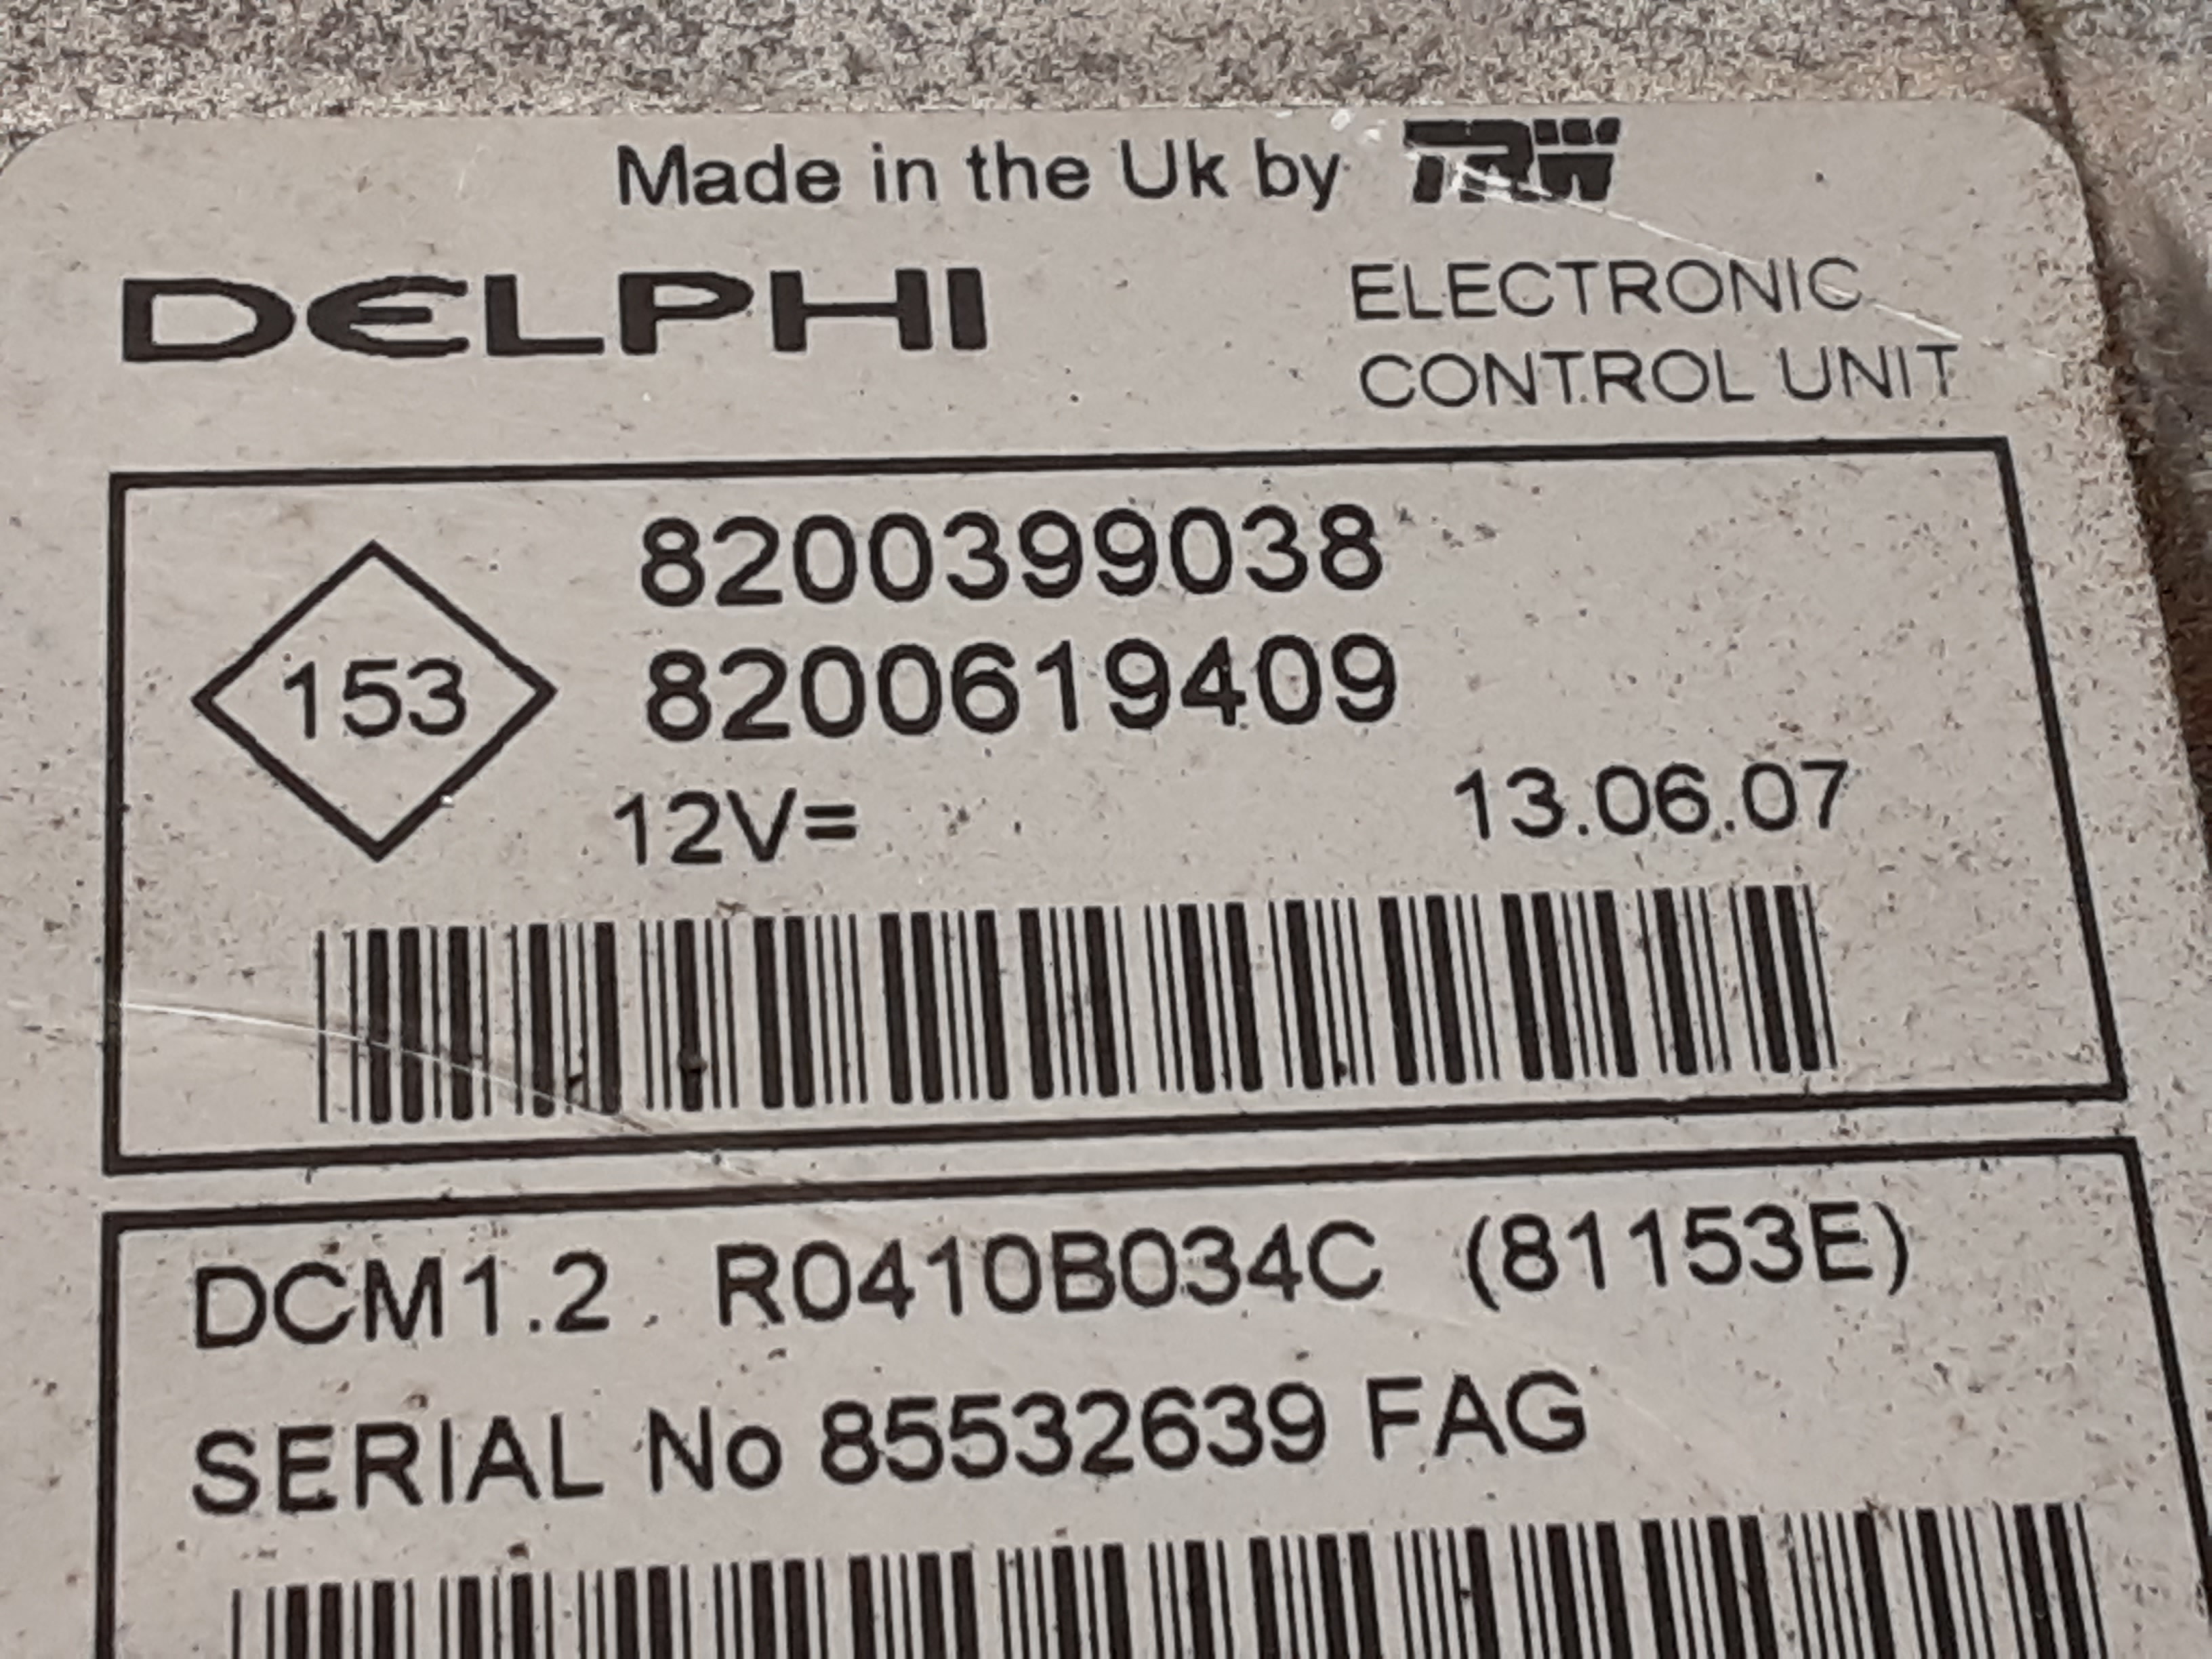 Made in the Uk by TRW
DELPHI
ELECTRONIC
CONTROL UNIT
153
8200399038
8200619409
12V=
13.06.07
DCM1.2 R0410B034C (81153E)
SERIAL No 85532639 FAG